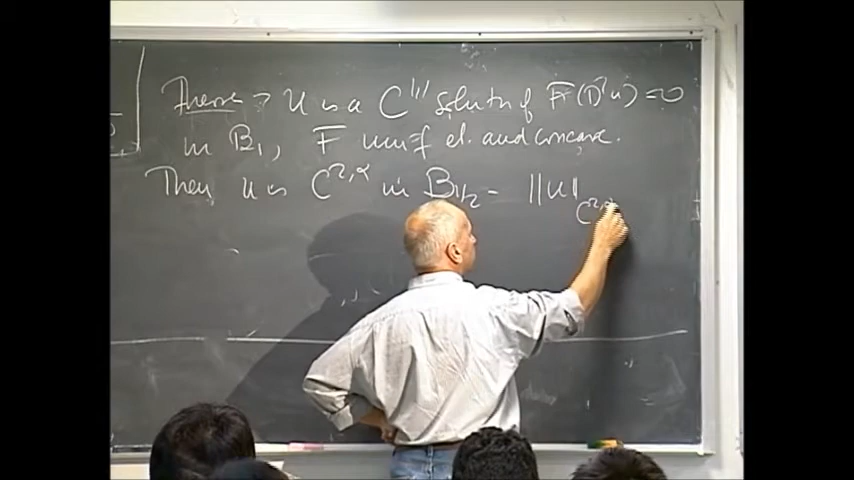 Theorem → u is a C^{1,1} solution of F(D²u) = 0
in B₁, F unif el. and concave.
Then u is C^{2,α} in B_{1/2} - ||u||_{C^{2,α}}